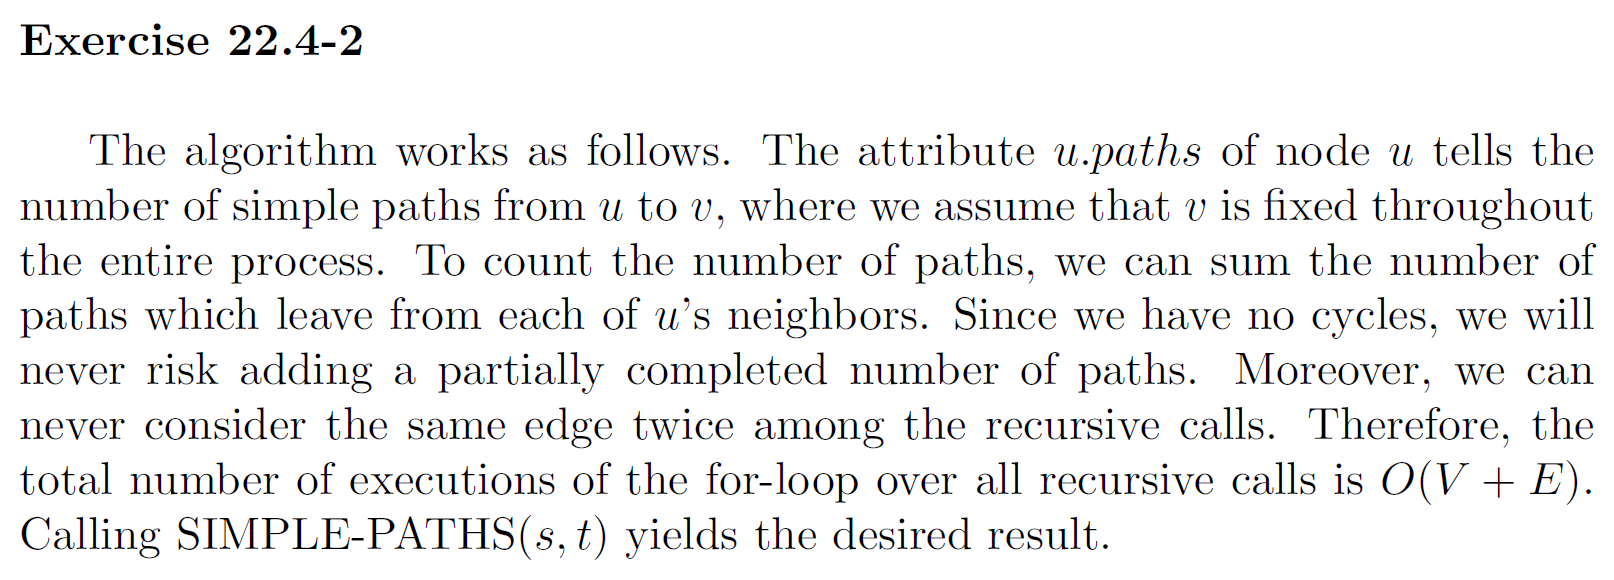 Exercise 22.4-2
The algorithm works as follows. The attribute u.paths of node u tells the
number of simple paths from u to v, where we assume that v is fixed throughout
the entire process. To count the number of paths, we can sum the number of
paths which leave from each of u's neighbors. Since we have no cycles, we will
never risk adding a partially completed number of paths. Moreover, we can
never consider the same edge twice among the recursive calls. Therefore, the
total number of executions of the for-loop over all recursive calls is O(V + E).
Calling SIMPLE-PATHS(s, t) yields the desired result.